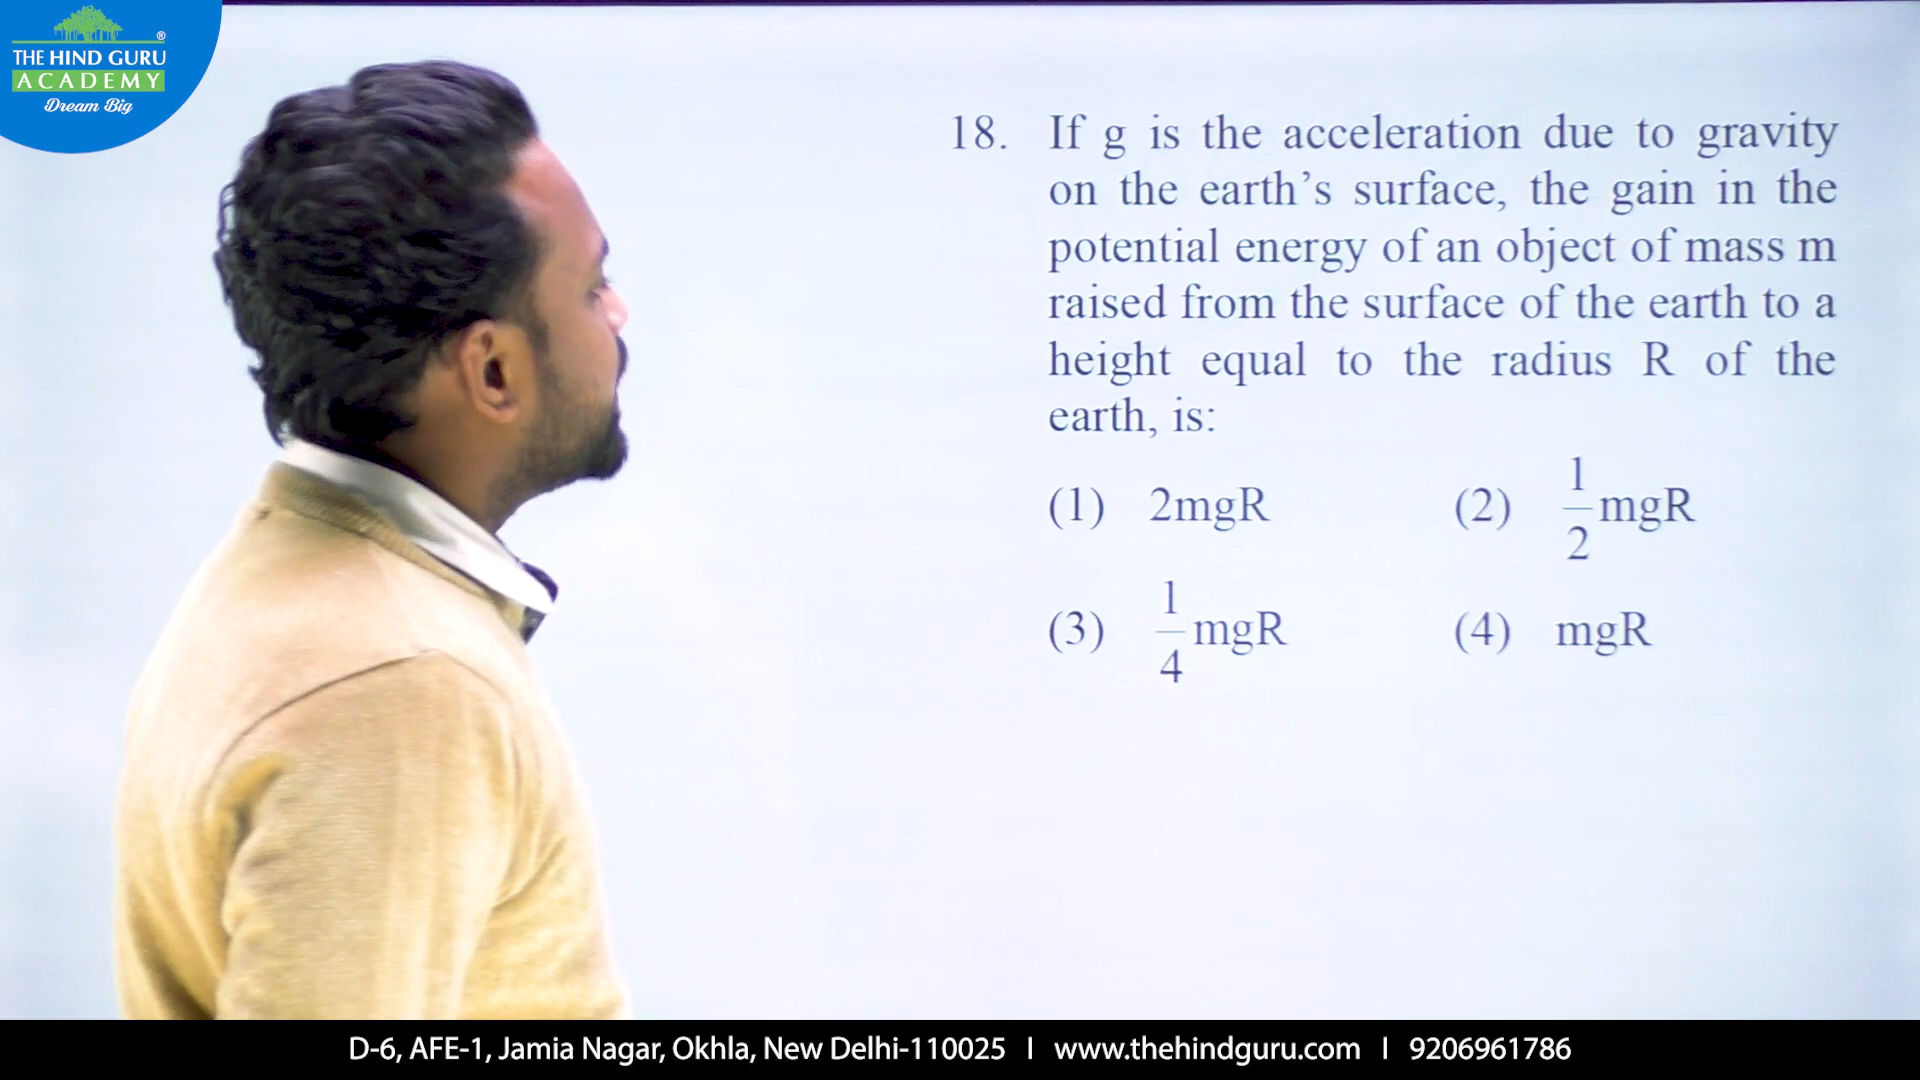 ®
THE HIND GURU
ACADEMY
Dream Big
18. If g is the acceleration due to gravity
on the earth’s surface, the gain in the
potential energy of an object of mass m
raised from the surface of the earth to a
height equal to the radius R of the
earth, is:
(1) 2mgR (2) 1/2 mgR
(3) 1/4 mgR (4) mgR
D-6, AFE-1, Jamia Nagar, Okhla, New Delhi-110025 | www.thehindguru.com | 9206961786